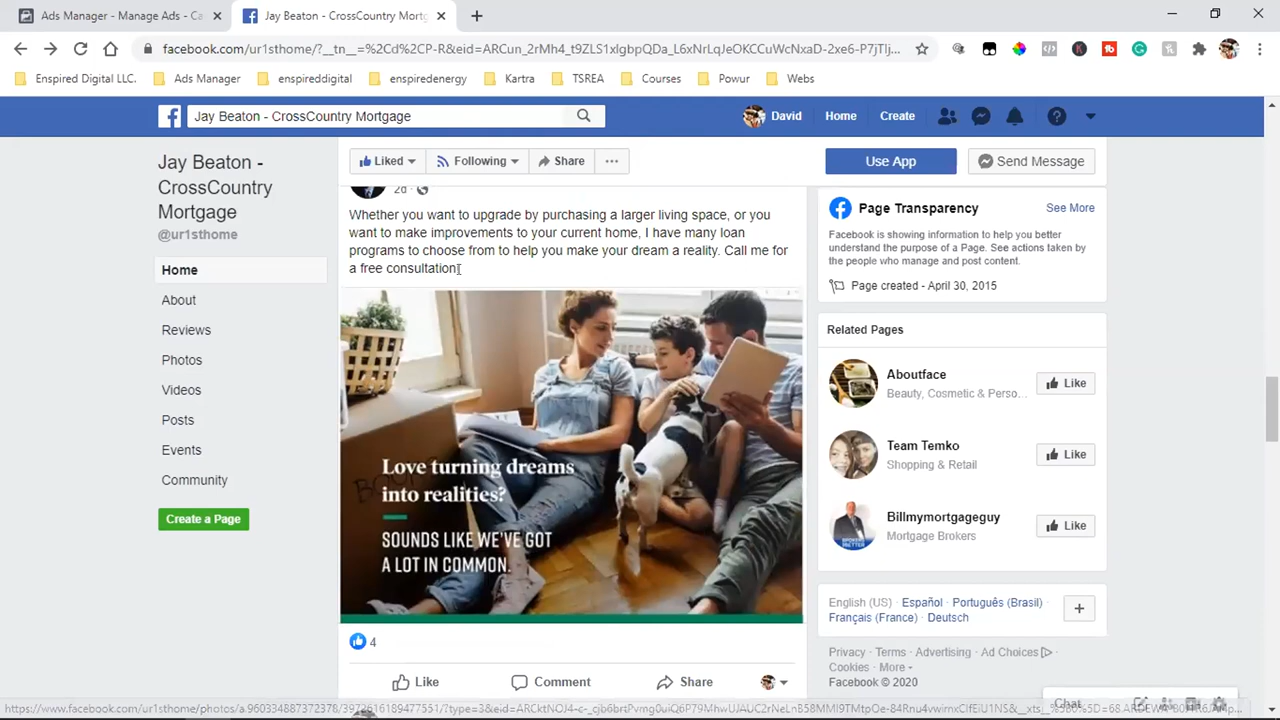 Ads Manager - Manage Ads - Ca
Jay Beaton - CrossCountry Mortg
facebook.com/ur1sthome/?__tn__=%2Cd%2CP-R&eid=
Enspired Digital LLC.
Ads Manager
enspireddigital
enspiredenergy
Kartra
TSREA
Courses
Powur
Webs
Jay Beaton - CrossCountry Mortgage
David
Home
Create
Jay Beaton -
CrossCountry
Mortgage
@ur1sthome
Home
About
Reviews
Photos
Videos
Posts
Events
Community
Create a Page
Liked
Following
Share
Use App
Send Message
2d
Whether you want to upgrade by purchasing a larger living space, or you
want to make improvements to your current home, I have many loan
programs to choose from to help you make your dream a reality. Call me for
a free consultation
Love turning dreams
into realities?
SOUNDS LIKE WE'VE GOT
A LOT IN COMMON.
4
Like
Comment
Share
Page Transparency
See More
Facebook is showing information to help you better
understand the purpose of a Page. See actions taken by
the people who manage and post content.
Page created - April 30, 2015
Related Pages
Aboutface
Beauty, Cosmetic & Perso...
Like
Team Temko
Shopping & Retail
Like
Billmymortgageguy
Mortgage Brokers
Like
English (US) · Español · Português (Brasil) ·
Français (France) · Deutsch
Privacy · Terms · Advertising · Ad Choices ·
Cookies · More
Facebook © 2020
Chat